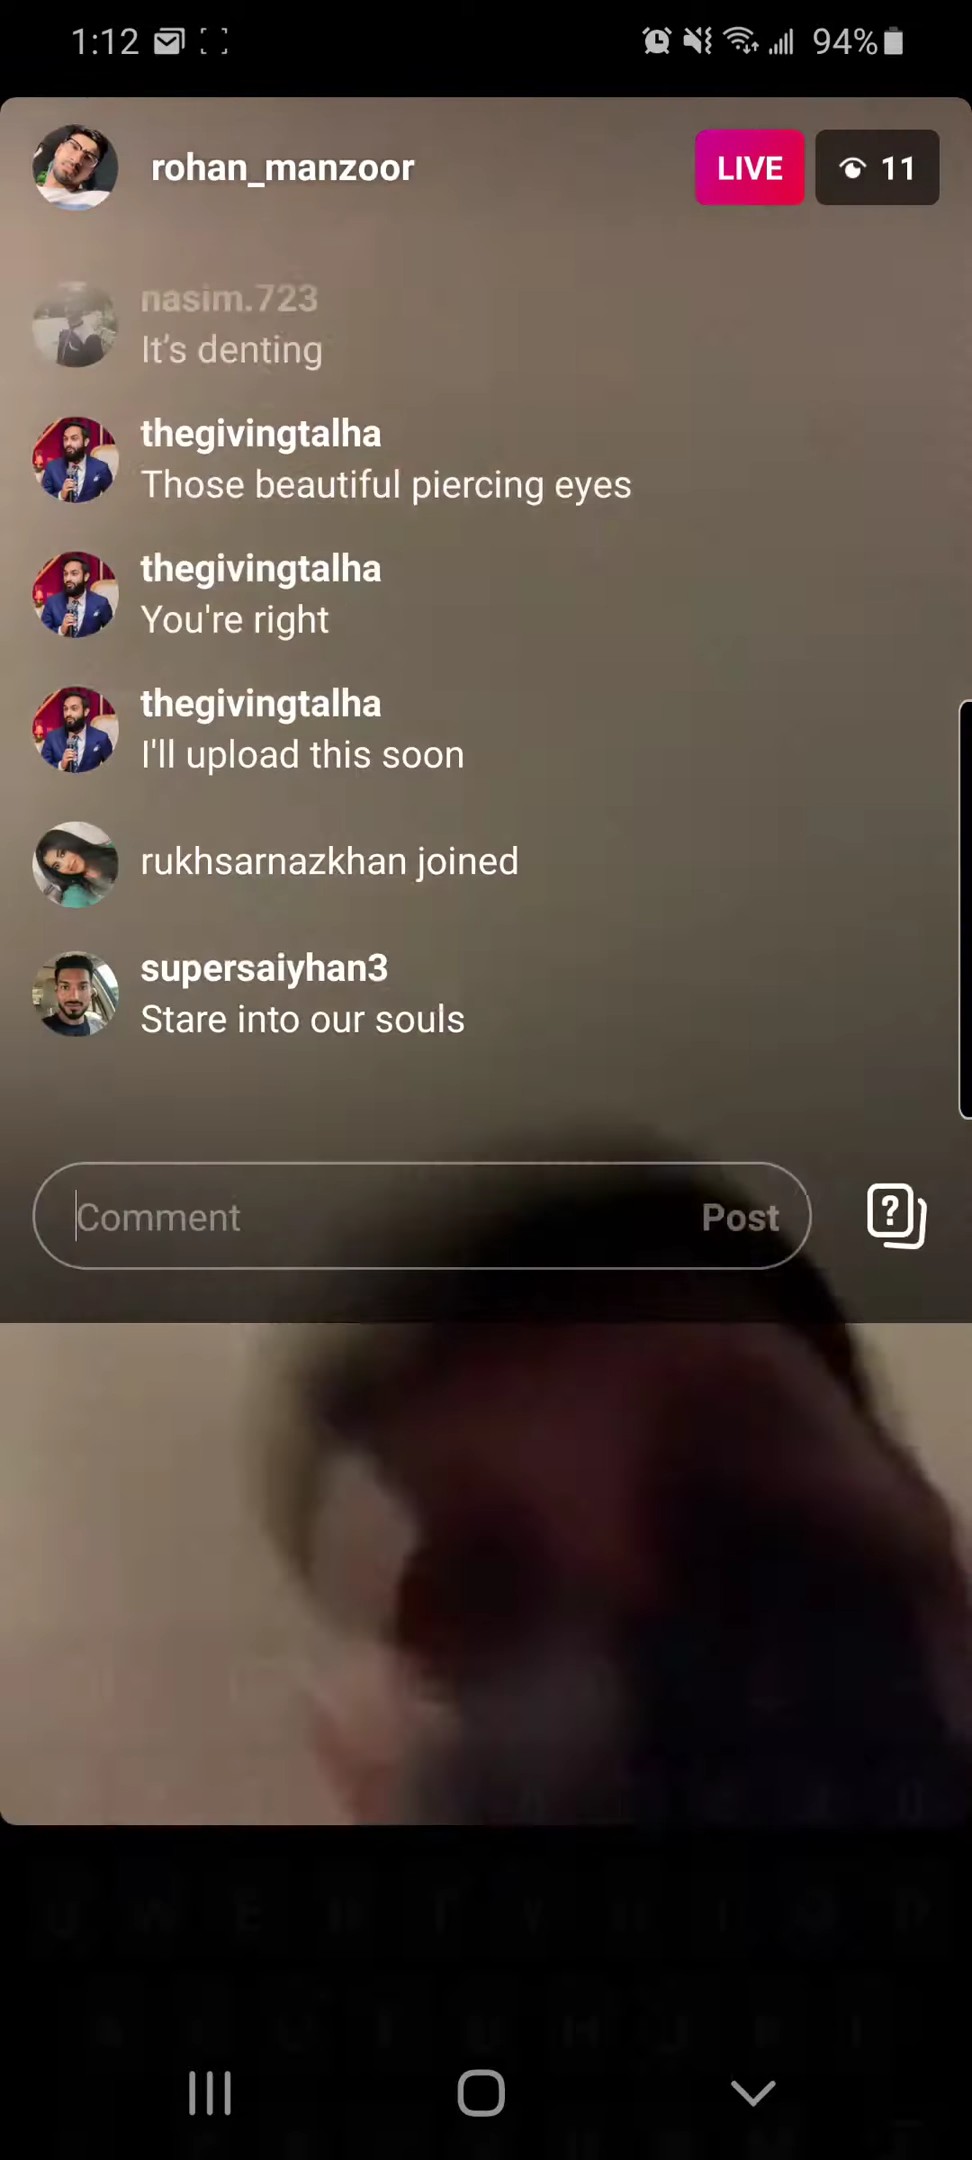 1:12 94%
rohan_manzoor LIVE 11
nasim.723
It's denting
thegivingtalha
Those beautiful piercing eyes
thegivingtalha
You're right
thegivingtalha
I'll upload this soon
rukhsarnazkhan joined
supersaiyhan3
Stare into our souls
Comment Post